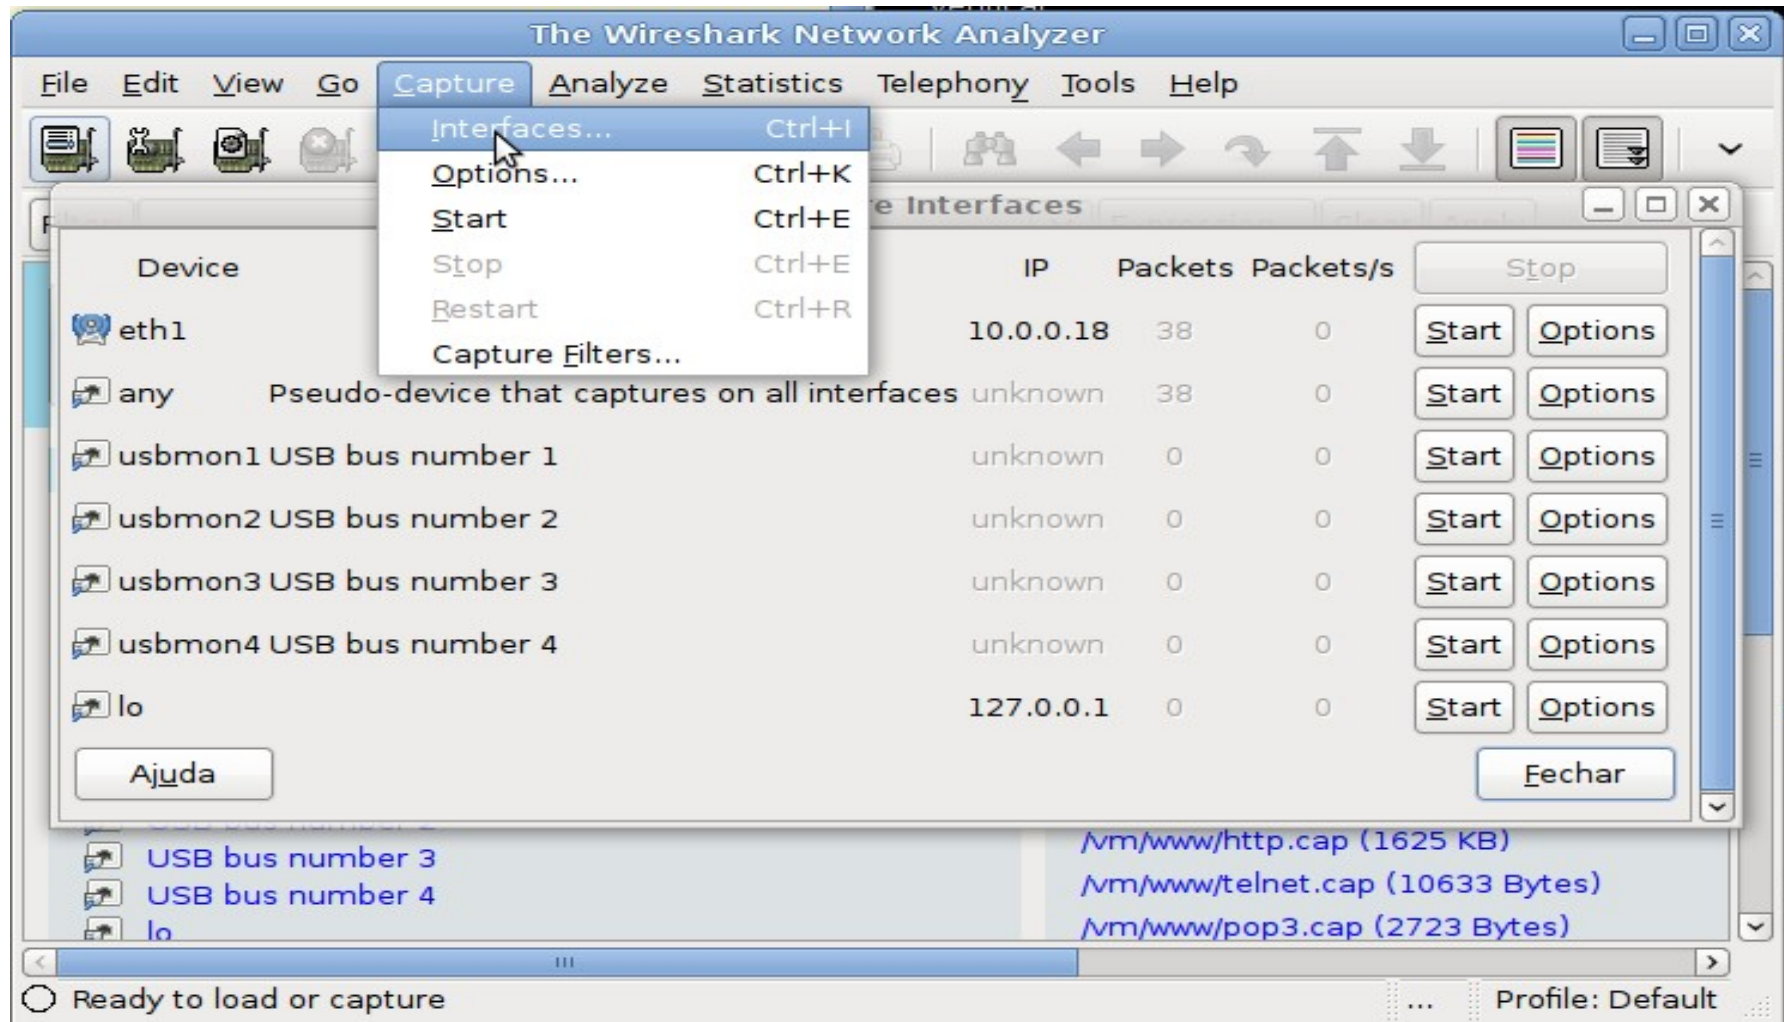 The Wireshark Network Analyzer
File Edit View Go Capture Analyze Statistics Telephony Tools Help
Interfaces... Ctrl+I
Options... Ctrl+K
Start Ctrl+E
Stop Ctrl+E
Restart Ctrl+R
Capture Filters...
e Interfaces
Device IP Packets Packets/s Stop
eth1 10.0.0.18 38 0 Start Options
any Pseudo-device that captures on all interfaces unknown 38 0 Start Options
usbmon1 USB bus number 1 unknown 0 0 Start Options
usbmon2 USB bus number 2 unknown 0 0 Start Options
usbmon3 USB bus number 3 unknown 0 0 Start Options
usbmon4 USB bus number 4 unknown 0 0 Start Options
lo 127.0.0.1 0 0 Start Options
Ajuda Fechar
USB bus number 3
USB bus number 4
lo
/vm/www/http.cap (1625 KB)
/vm/www/telnet.cap (10633 Bytes)
/vm/www/pop3.cap (2723 Bytes)
Ready to load or capture ... Profile: Default